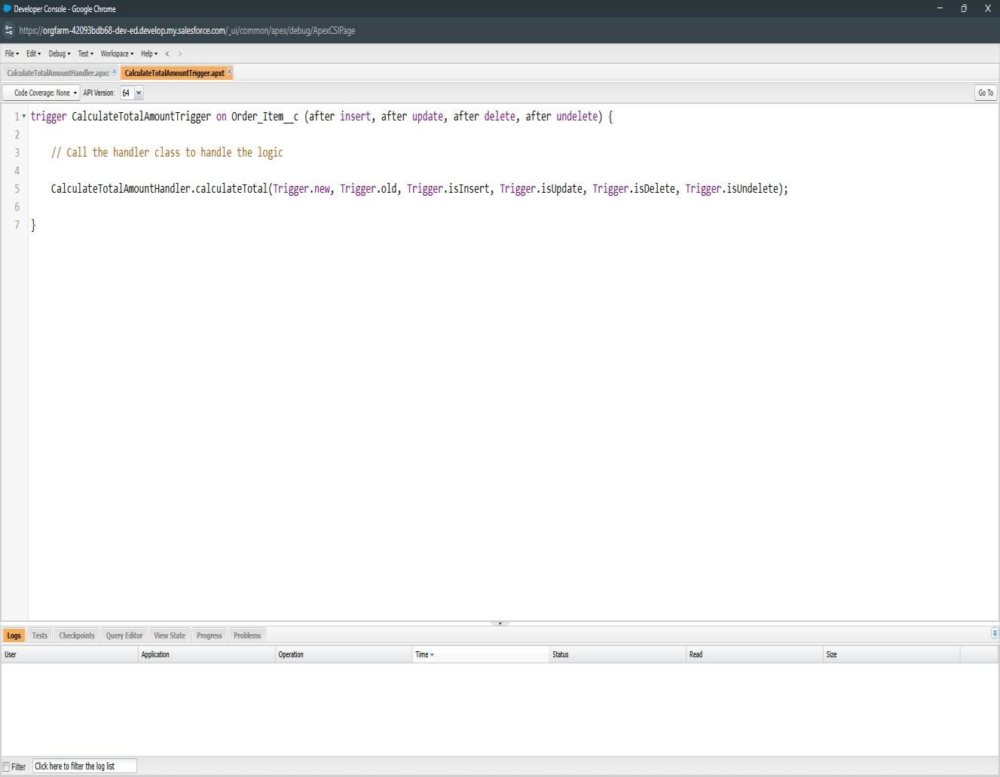 Developer Console - Google Chrome
https://orgfarm-42093bdb68-dev-ed.develop.my.salesforce.com/_ui/common/apex/debug/ApexCSIPage
File Edit Debug Test Workspace Help < >
CalculateTotalAmountHandler.apxc CalculateTotalAmountTrigger.apxt
Code Coverage: None API Version: 64 Go To
1 trigger CalculateTotalAmountTrigger on Order_Item__c (after insert, after update, after delete, after undelete) {
2
3 // Call the handler class to handle the logic
4
5 CalculateTotalAmountHandler.calculateTotal(Trigger.new, Trigger.old, Trigger.isInsert, Trigger.isUpdate, Trigger.isDelete, Trigger.isUndelete);
6
7 }
Logs Tests Checkpoints Query Editor View State Progress Problems
User Application Operation Time Status Read Size
Filter Click here to filter the log list